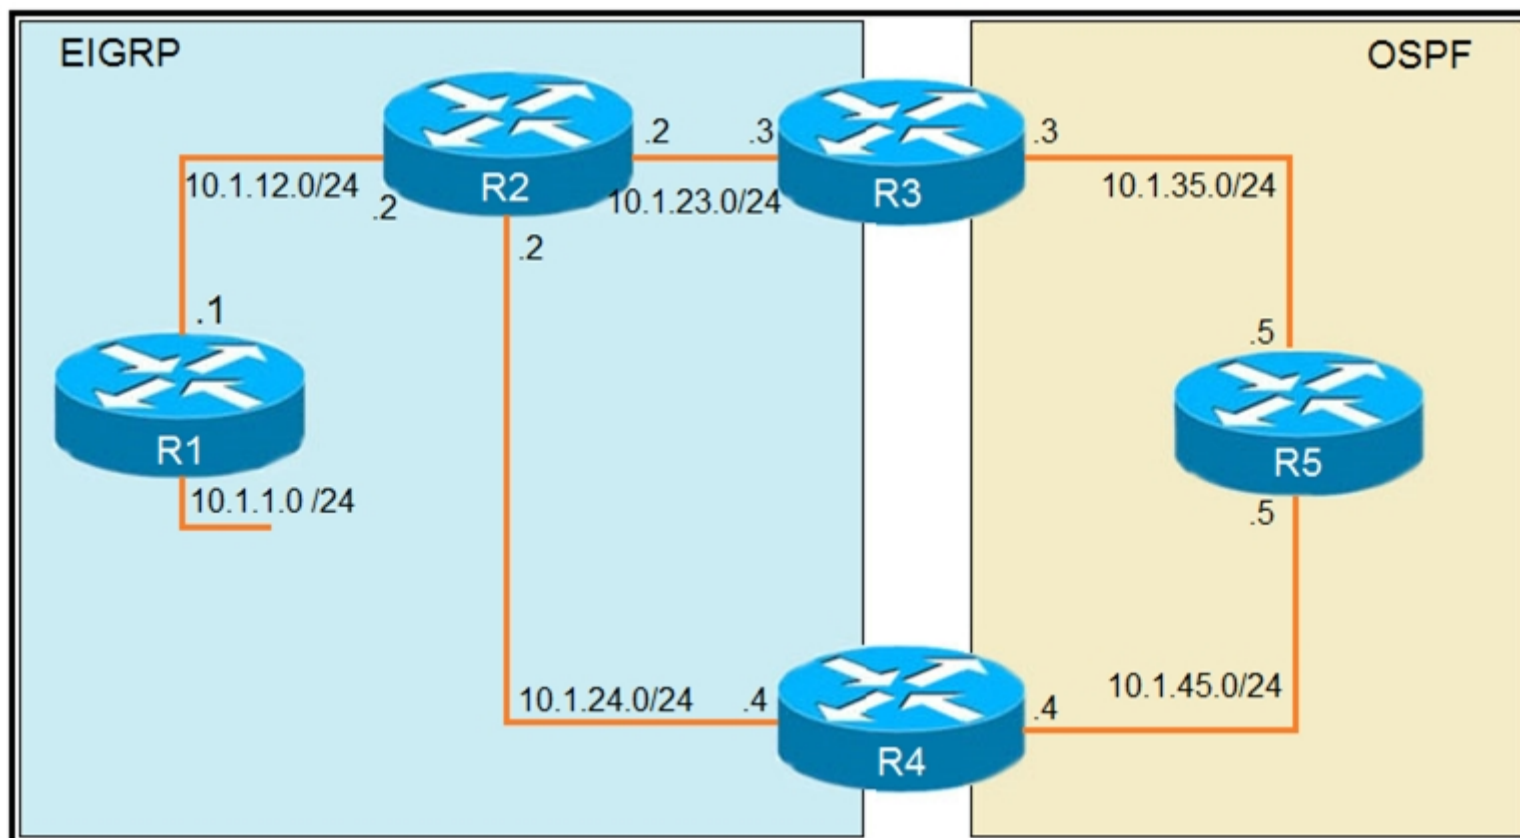 EIGRP
OSPF
.2
.3
.3
R2
R3
10.1.12.0/24
10.1.23.0/24
10.1.35.0/24
.2
.2
.1
.5
R1
R5
10.1.1.0 /24
.5
10.1.24.0/24
.4
10.1.45.0/24
.4
R4